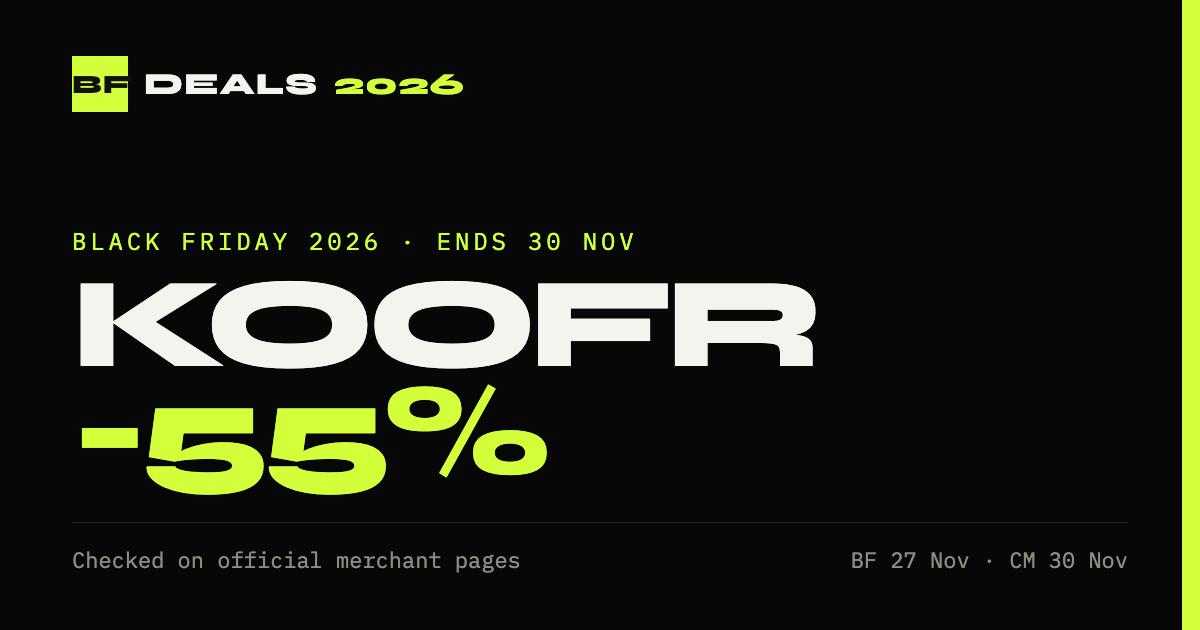 BF DEALS 2026
BLACK FRIDAY 2026 · ENDS 30 NOV
KOOFR
-55%
Checked on official merchant pages
BF 27 Nov · CM 30 Nov